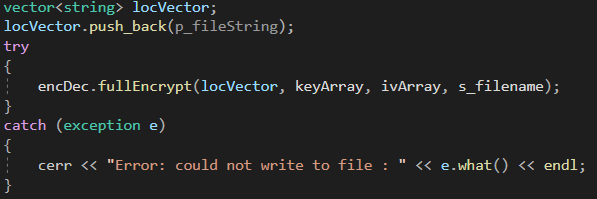 vector<string> locVector;
locVector.push_back(p_fileString);
try
{
encDec.fullEncrypt(locVector, keyArray, ivArray, s_filename);
}
catch (exception e)
{
cerr << "Error: could not write to file : " << e.what() << endl;
}